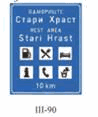 ОДМОРИШТЕ
Стари Храст
REST AREA
Stari Hrast
10 km
III-90